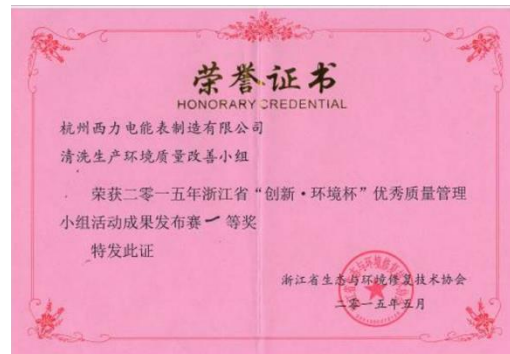 荣誉证书
HONORARY CREDENTIAL
杭州西力电能表制造有限公司
清洗生产环境质量改善小组
荣获二零一五年浙江省“创新·环境杯”优秀质量管理
小组活动成果发布赛一等奖
特发此证
浙江省生态与环境修复技术协会
二零一五年五月